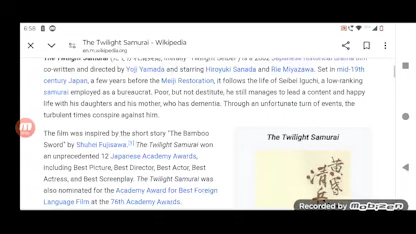 6:58
The Twilight Samurai - Wikipedia
en.m.wikipedia.org
co-written and directed by Yoji Yamada and starring Hiroyuki Sanada and Rie Miyazawa. Set in mid-19th
century Japan, a few years before the Meiji Restoration, it follows the life of Seibei Iguchi, a low-ranking
samurai employed as a bureaucrat. Poor, but not destitute, he still manages to lead a content and happy
life with his daughters and his mother, who has dementia. Through an unfortunate turn of events, the
turbulent times conspire against him.
The film was inspired by the short story "The Bamboo
Sword" by Shuhei Fujisawa.[3] The Twilight Samurai won
an unprecedented 12 Japanese Academy Awards,
including Best Picture, Best Director, Best Actor, Best
Actress, and Best Screenplay. The Twilight Samurai was
also nominated for the Academy Award for Best Foreign
Language Film at the 76th Academy Awards.
The Twilight Samurai
Recorded by Mobizen